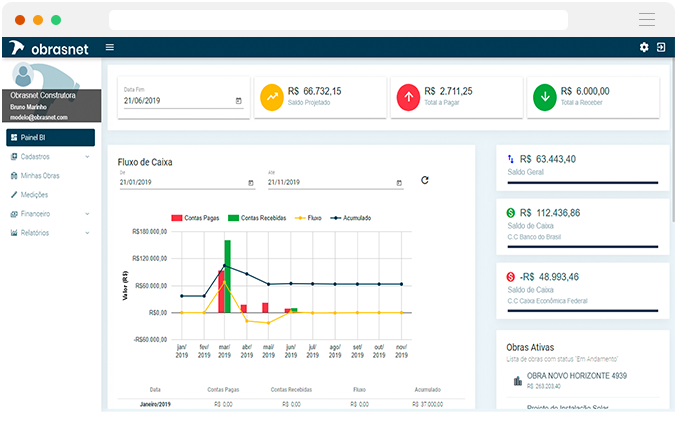 obrasnet
Obrasnet Construtora
Bruno Marinho
modelo@obrasnet.com
Painel BI
Cadastros
Minhas Obras
Medições
Financeiro
Relatórios
Data Fim
21/06/2019
R$ 66.732,15
Saldo Projetado
R$ 2.711,25
Total a Pagar
R$ 6.000,00
Total a Receber
Fluxo de Caixa
De
21/01/2019
Até
21/11/2019
Contas Pagas
Contas Recebidas
Fluxo
Acumulado
Valor (R$)
R$180.000,00
R$120.000,00
R$60.000,00
R$0.00
-R$60.000,00
jan/ 2019
fev/ 2019
mar/ 2019
abr/ 2019
mai/ 2019
jun/ 2019
jul/ 2019
ago/ 2019
set/ 2019
out/ 2019
nov/ 2019
Data Contas Pagas Contas Recebidas Fluxo Acumulado
Janeiro/2019 R$ 0,00 R$ 0,00 R$ 0,00 R$ 37.000,00
R$ 63.443,40
Saldo Geral
R$ 112.436,86
Saldo de Caixa
C.C Banco do Brasil
-R$ 48.993,46
Saldo de Caixa
C.C Caixa Econômica Federal
Obras Ativas
Lista de obras com status "Em Andamento"
OBRA NOVO HORIZONTE 4939
R$ 263.203,40
Projeto de Instalação Solar